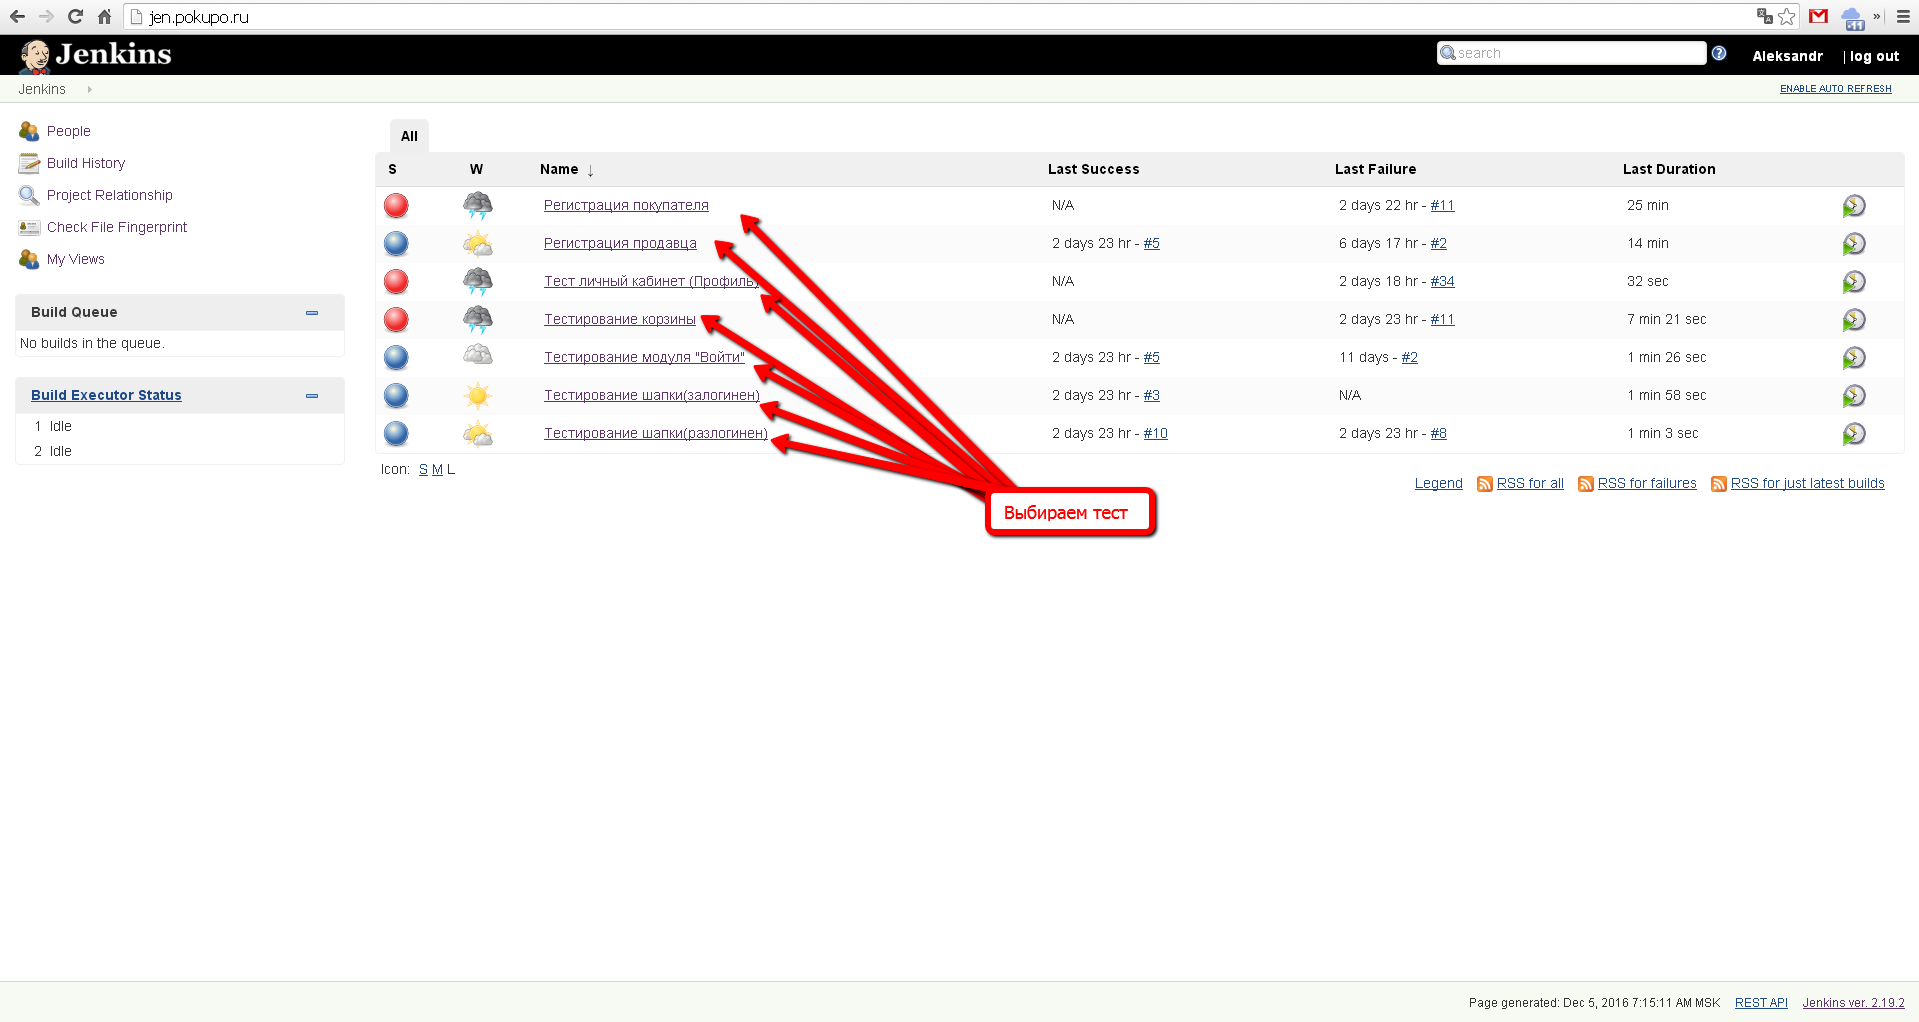 jen.pokupo.ru
-11
»
Jenkins
search
Aleksandr | log out
Jenkins
ENABLE AUTO REFRESH
People
Build History
Project Relationship
Check File Fingerprint
My Views
Build Queue
No builds in the queue.
Build Executor Status
1 Idle
2 Idle
All
S W Name ↓ Last Success Last Failure Last Duration
Регистрация покупателя N/A 2 days 22 hr - #11 25 min
Регистрация продавца 2 days 23 hr - #5 6 days 17 hr - #2 14 min
Тест личный кабинет (Профиль) N/A 2 days 18 hr - #34 32 sec
Тестирование корзины N/A 2 days 23 hr - #11 7 min 21 sec
Тестирование модуля "Войти" 2 days 23 hr - #5 11 days - #2 1 min 26 sec
Тестирование шапки(залогинен) 2 days 23 hr - #3 N/A 1 min 58 sec
Тестирование шапки(разлогинен) 2 days 23 hr - #10 2 days 23 hr - #8 1 min 3 sec
Icon: S M L
Legend RSS for all RSS for failures RSS for just latest builds
Выбираем тест
Page generated: Dec 5, 2016 7:15:11 AM MSK REST API Jenkins ver. 2.19.2